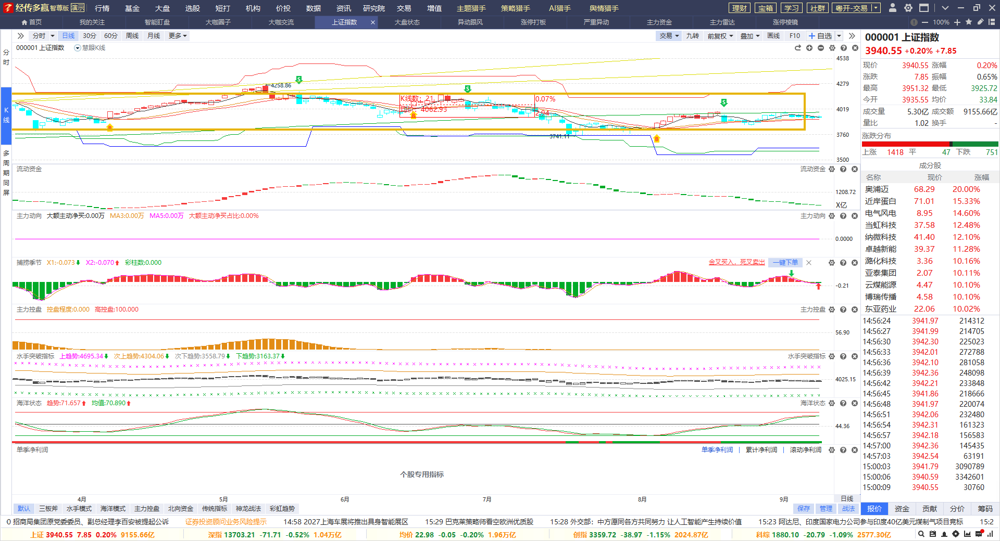 经传多赢 智尊版 演示 行情 基金 大盘 选股 短打 机构 价投 数据 资讯 研究院 交易 增值 主题猎手 策略猎手 AI猎手 舆情猎手 理财 宝箱 学习 社群 粤开-交易
首页 我的关注 智能盯盘 大咖圈子 大咖交流 上证指数 大盘状态 异动跟风 涨停打板 严重异动 主力资金 主力雷达 涨停棱镜 100%
分时 日线 30分 60分 周线 月线 更多 交易 九转 前复权 叠加 画线 F10 自选
000001 上证指数 慧眼K线
分时
K线
多周期同屏
4538
4279
4019
3760
3500
4258.86
K线数：21
4062.93
0.07%
2.94
3741.11
S S S
B B B
流动资金 流动资金
1208.72
X亿
主力动向 大额主动净买:0.00万 MA3:0.00万 MA5:0.00万 大额主动净买占比:0.00% 主力动向
0.0000
捕捞季节 X1:-0.073 X2:-0.070 彩柱数:0.000 金叉买入，死叉卖出 一键下单
-0.21
主力控盘 控盘程度:0.000 高控盘:100.000 主力控盘
56.90
水手突破指标 上趋势:4695.34 次上趋势:4304.06 次下趋势:3558.79 下趋势:3163.37 水手突破指标
4025.15
海洋状态 趋势:71.657 均值:70.890 海洋状态
44.36
单季净利润 单季净利润 | 累计净利润 | 滚动净利润
个股专用指标
4月 5月 6月 7月 8月 9月 日线
默认 三板斧 水手模式 海洋模式 主力控盘 北向资金 传统指标 神龙战法 彩虹趋势 保存 管理 战法
000001 上证指数
3940.55 +0.20% +7.85
现价 3940.55 涨幅 0.20%
涨跌 7.85 振幅 0.65%
最高 3951.32 最低 3925.72
今开 3935.55 均价 33.84
成交量 5.30亿 成交额 9155.66亿
量比 1.02 换手 -
涨跌分布
上涨 1418 平 47 下跌 751
成分股
名称 现价 涨幅
奥浦迈 68.29 20.00%
近岸蛋白 71.01 15.33%
电气风电 8.95 14.60%
当虹科技 37.58 12.48%
纳微科技 41.40 12.10%
卓越新能 39.37 11.28%
潞化科技 3.36 10.16%
亚泰集团 2.07 10.11%
云煤能源 4.47 10.10%
博瑞传播 4.58 10.10%
东亚药业 22.06 10.02%
14:56:24 3941.97 214312
14:56:27 3941.99 214705
14:56:30 3942.30 225023
14:56:33 3942.01 272788
14:56:36 3942.10 281058
14:56:39 3942.36 248098
14:56:42 3942.21 233848
14:56:45 3941.86 218666
14:56:48 3941.97 220074
14:56:51 3942.06 232480
14:56:54 3942.31 161323
14:56:57 3942.18 156583
14:57:00 3942.36 145435
14:57:03 3942.54 63191
15:00:03 3941.79 3090789
15:00:06 3940.59 3342601
15:00:09 3940.55 30760
报价 资金 贡献 分价 筹码
0 招商局集团原党委委员、副总经理李百安被提起公诉 证券投资顾问业务风险提示 14:58 2027上海车展将推出具身智能展区 15:29 巴克莱策略师看空欧洲优质股 15:28 外交部：中方愿同各方共同努力 让人工智能产生持续价值 15:23 阿达尼、印度国家电力公司参与印度40亿美元煤制气项目竞标 15:2
上证 3940.55 7.85 0.20% 9155.66亿 深指 13703.21 -71.71 -0.52% 1.04万亿 均价 22.98 -0.05 -0.20% 1.96万亿 创指 3359.72 -38.97 -1.15% 2024.87亿 科综 1880.10 -20.79 -1.09% 2577.30亿